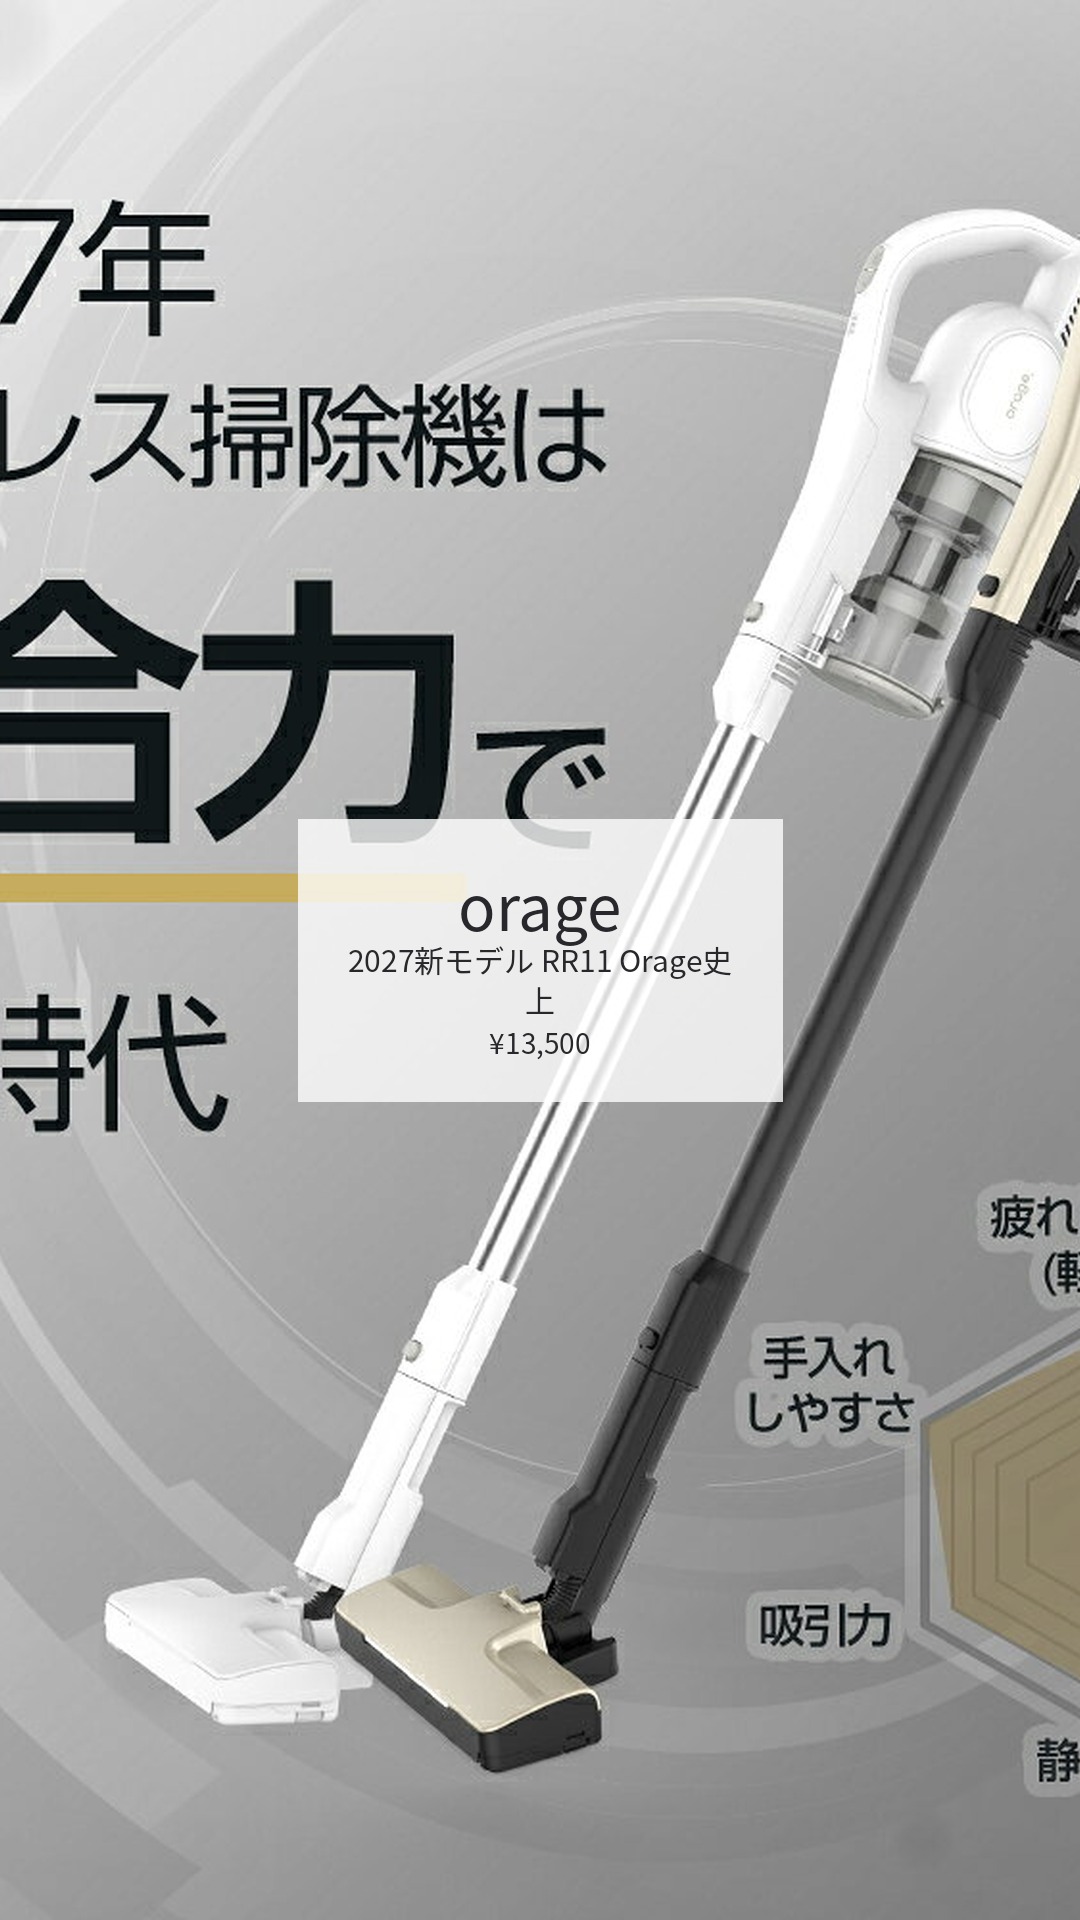 7年
レス掃除機は
合力で
時代
orage
orage
2027新モデル RR11 Orage史
上
¥13,500
疲れ
(軽
手入れ
しやすさ
吸引力
静